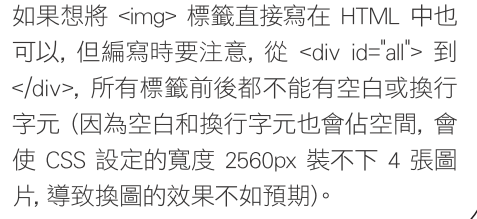 如果想將 <img> 標籤直接寫在 HTML 中也
可以, 但編寫時要注意, 從 <div id="all"> 到
</div>, 所有標籤前後都不能有空白或換行
字元 (因為空白和換行字元也會佔空間, 會
使 CSS 設定的寬度 2560px 裝不下 4 張圖
片, 導致換圖的效果不如預期)。